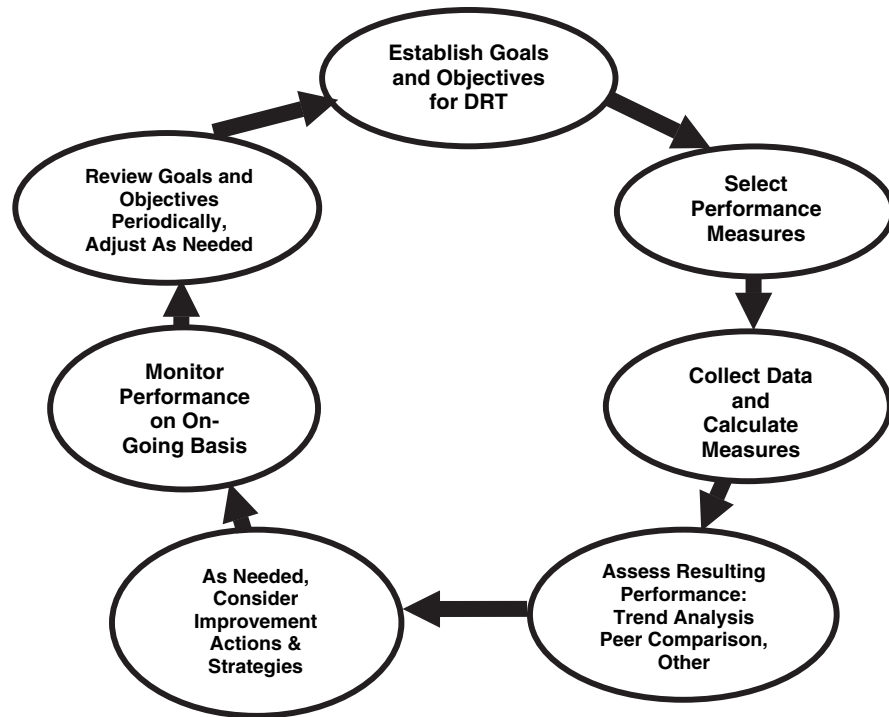 Establish Goals
and Objectives
for DRT
Select
Performance
Measures
Collect Data
and
Calculate
Measures
Assess Resulting
Performance:
Trend Analysis
Peer Comparison,
Other
As Needed,
Consider
Improvement
Actions &
Strategies
Monitor
Performance
on On-
Going Basis
Review Goals and
Objectives
Periodically,
Adjust As Needed